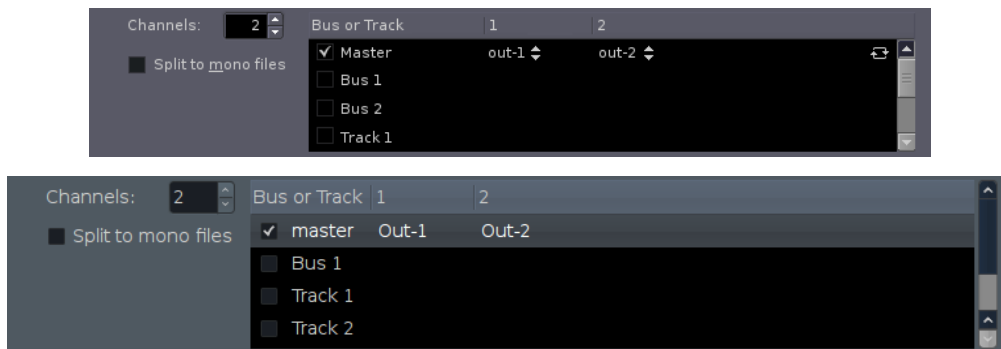 Channels: 2 Bus or Track 1 2
Split to mono files
Master out-1 out-2
Bus 1
Bus 2
Track 1
Channels: 2 Bus or Track 1 2
Split to mono files
master Out-1 Out-2
Bus 1
Track 1
Track 2